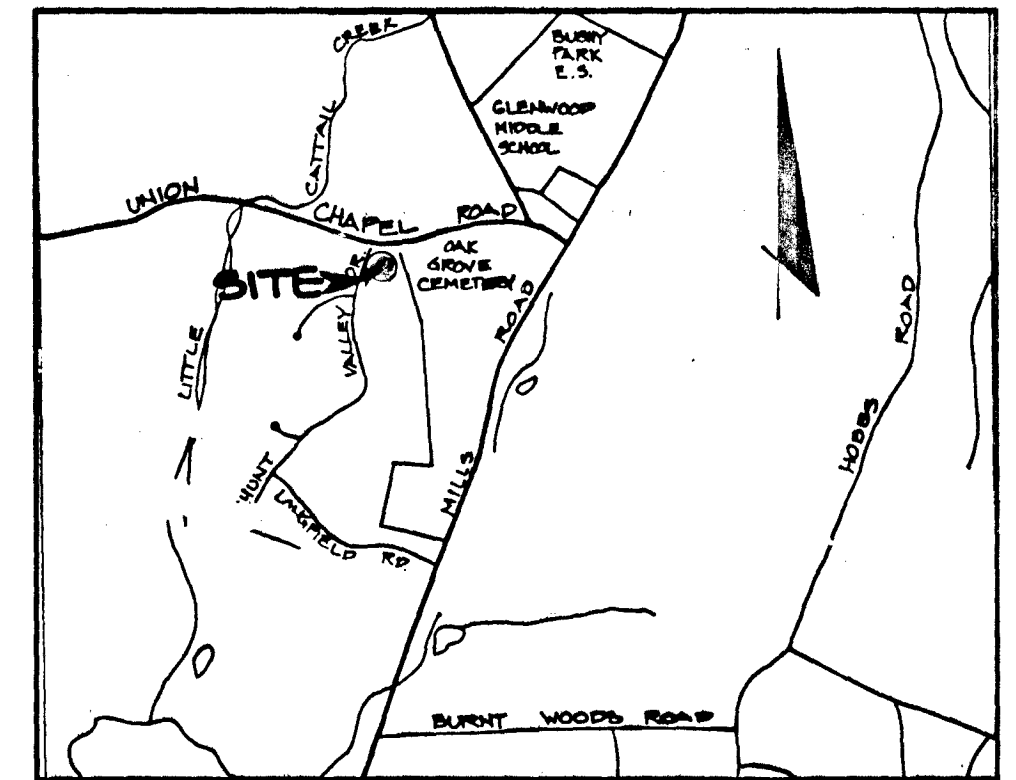 CREEK
BUSHY
PARK
E.S.
GLENWOOD
MIDDLE
SCHOOL
CATTAIL
UNION
CHAPEL
ROAD
OAK
GROVE
CEMETERY
DR
SITE
ROAD
ROAD
VALLEY
LITTLE
HOBBS
HUNT
MILLS
RD.
BURNT WOODS ROAD